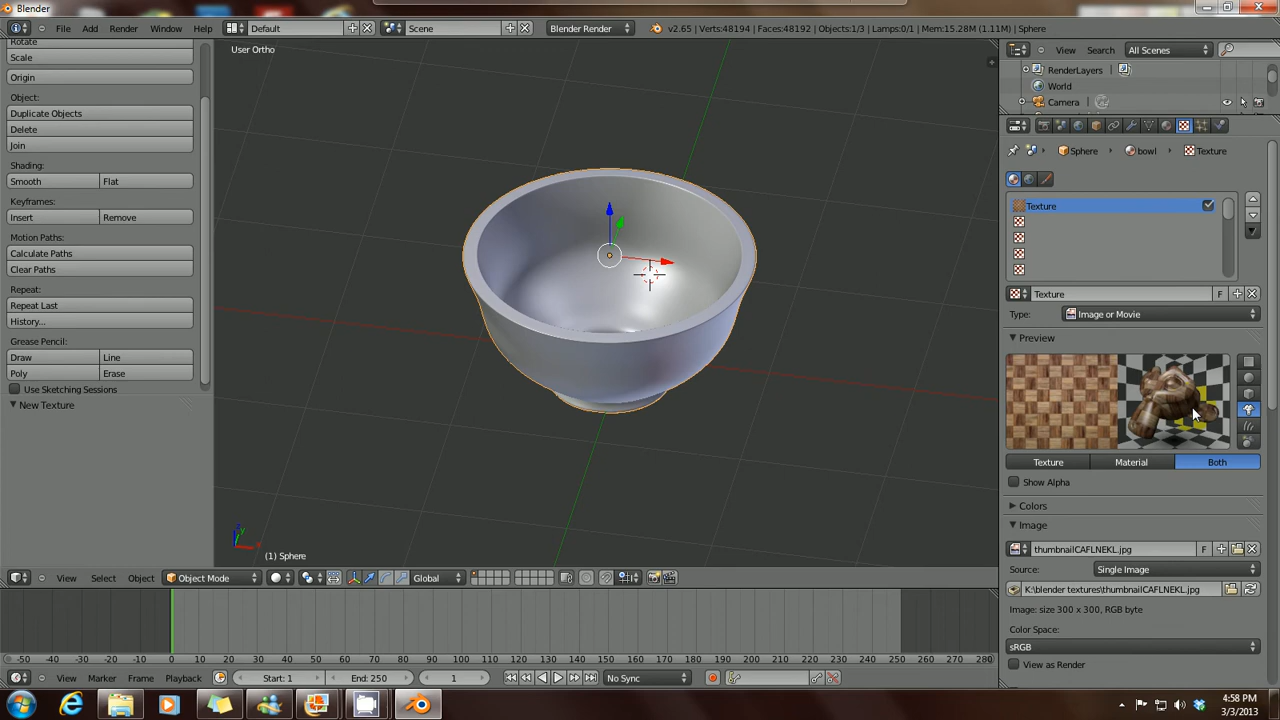 Blender
File Add Render Window Help Default Scene Blender Render v2.65 | Verts:48194 | Faces:48192 | Objects:1/3 | Lamps:0/1 | Mem:15.28M (1.11M) | Sphere
Rotate
Scale
Origin
Object:
Duplicate Objects
Delete
Join
Shading:
Smooth Flat
Keyframes:
Insert Remove
Motion Paths:
Calculate Paths
Clear Paths
Repeat:
Repeat Last
History...
Grease Pencil:
Draw Line
Poly Erase
Use Sketching Sessions
New Texture
User Ortho
(1) Sphere
View Select Object Object Mode Global
-50 -40 -30 -20 -10 0 10 20 30 40 50 60 70 80 90 100 110 120 130 140 150 160 170 180 190 200 210 220 230 240 250 260 270 280
View Marker Frame Playback Start: 1 End: 250 1 No Sync
View Search All Scenes
RenderLayers
World
Camera
Sphere bowl Texture
Texture
Texture F
Type: Image or Movie
Preview
Texture Material Both
Show Alpha
Colors
Image
thumbnailCAFLNEKL.jpg F
Source: Single Image
K:\blender textures\thumbnailCAFLNEKL.jpg
Image: size 300 x 300, RGB byte
Color Space:
sRGB
View as Render
4:58 PM
3/3/2013